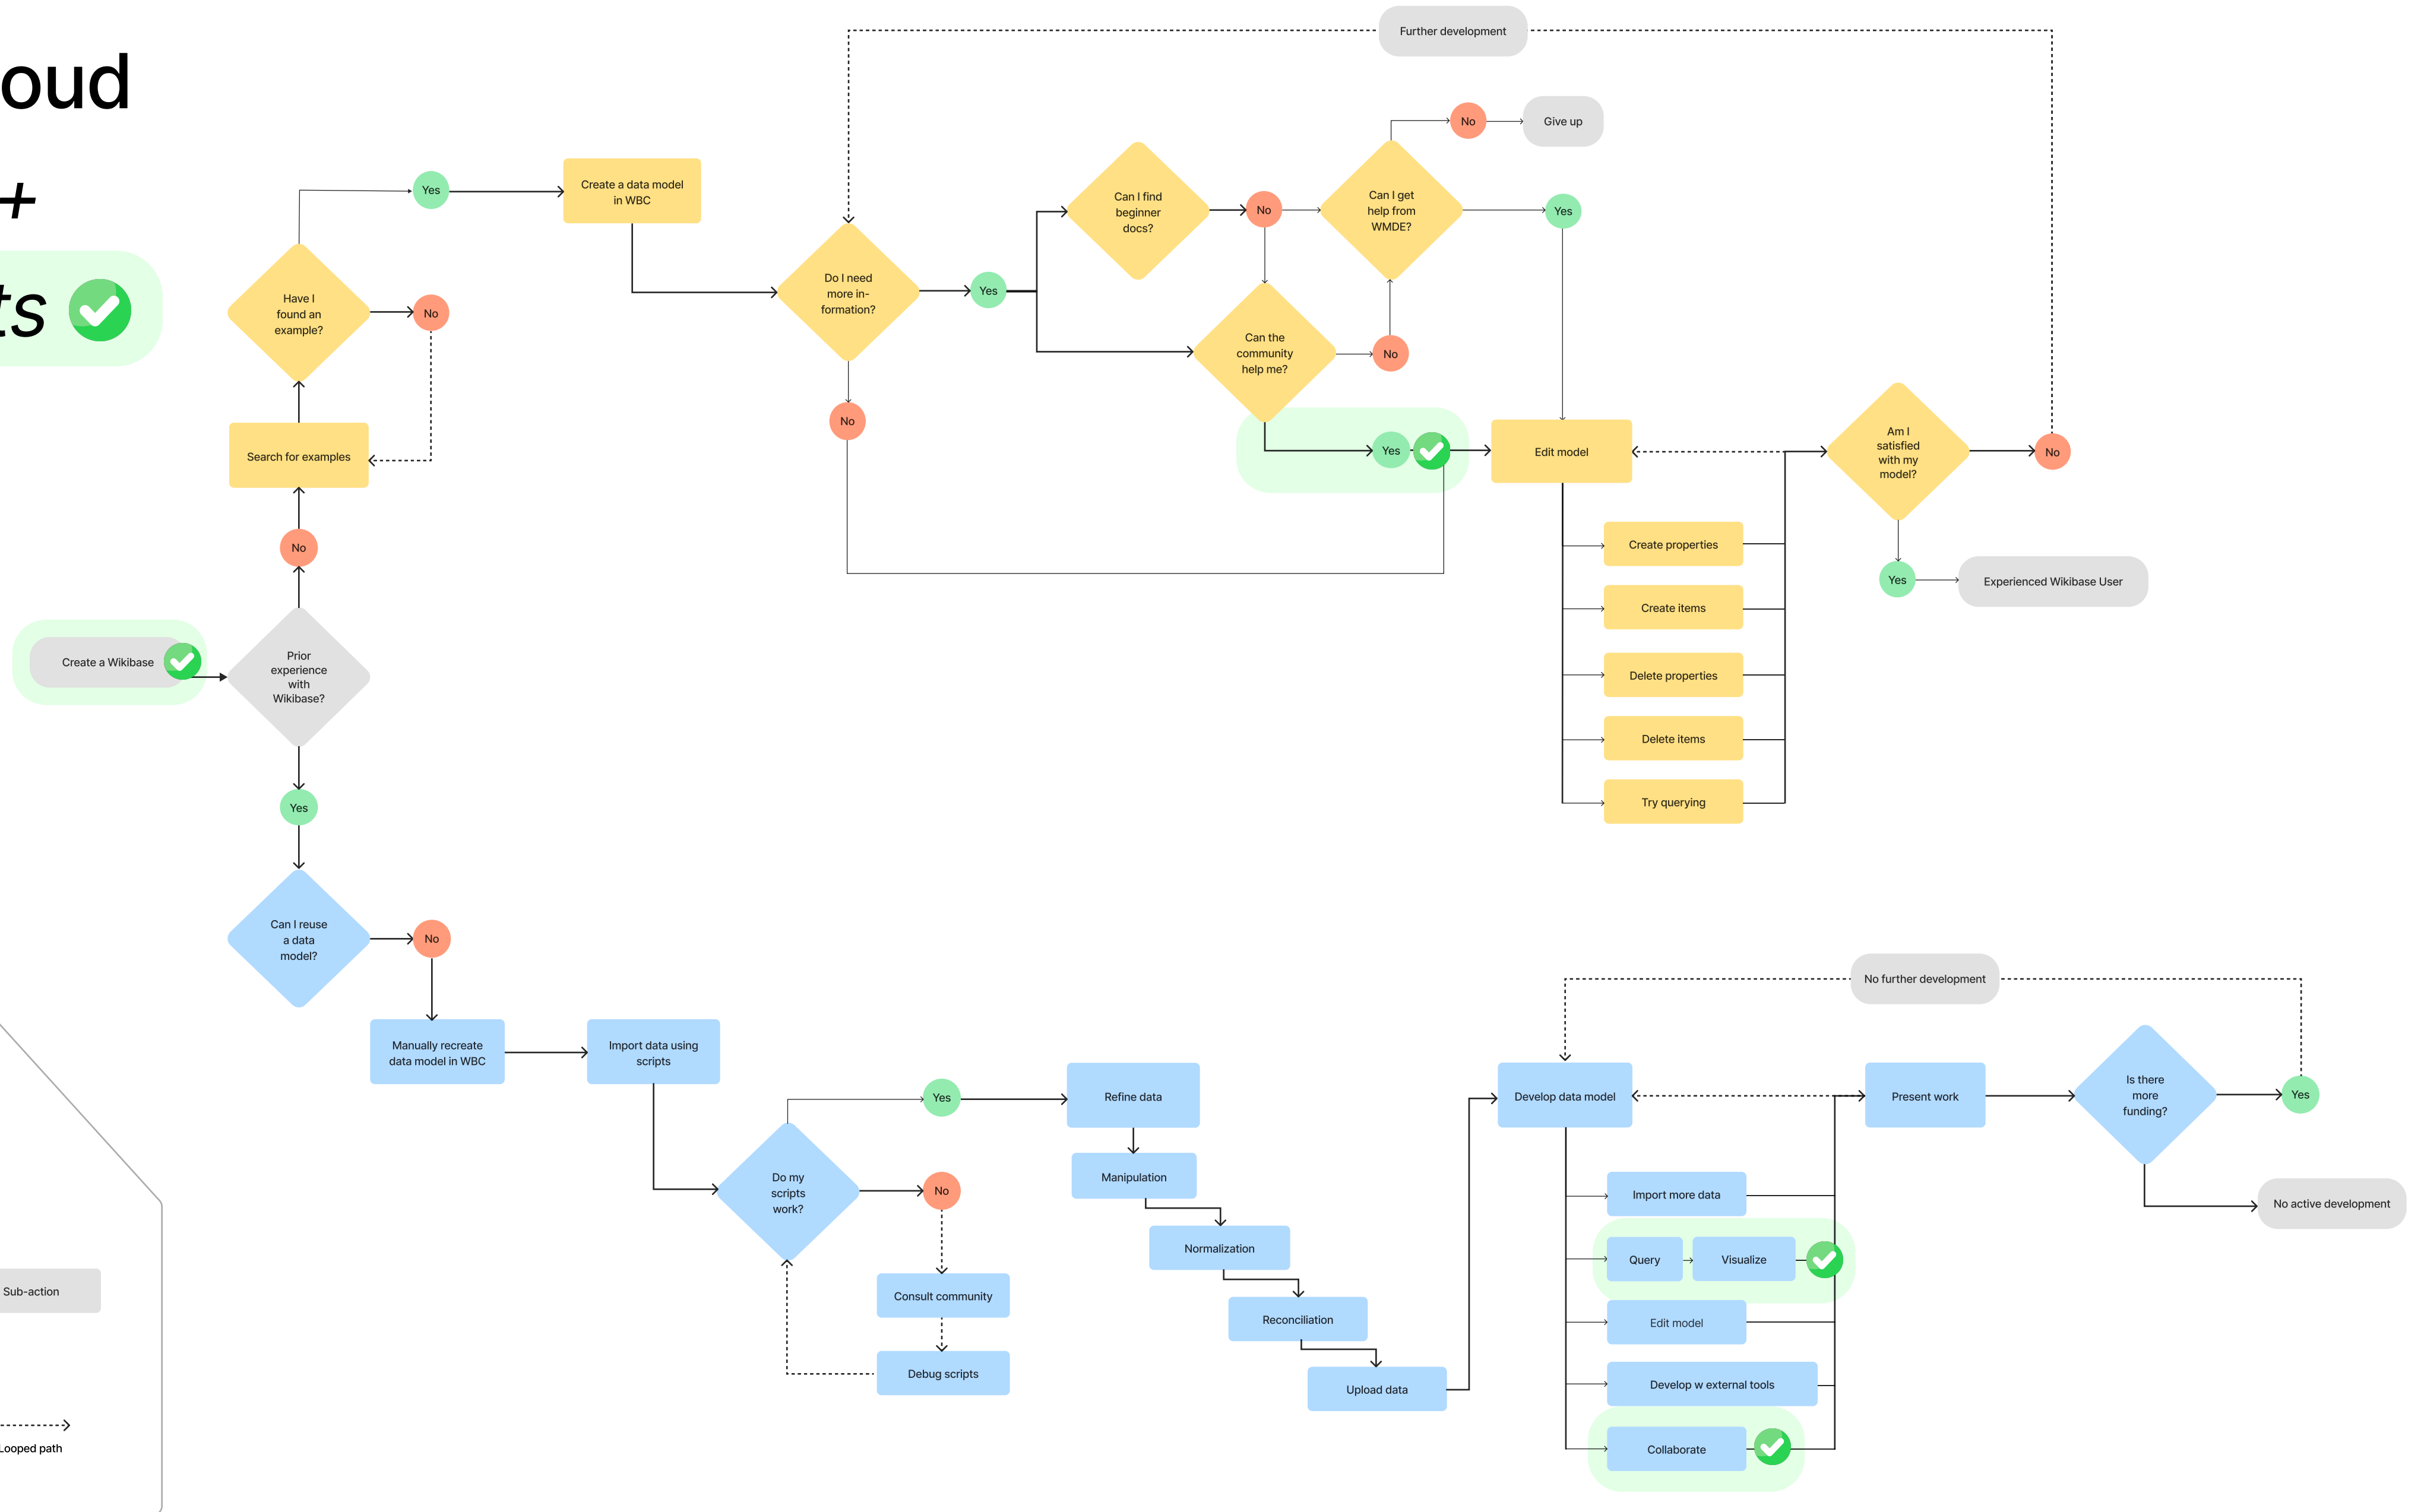 oud
+
ts
Further development
No
Give up
Yes
Create a data model
in WBC
Can I find
beginner
docs?
No
Can I get
help from
WMDE?
Yes
Have I
found an
example?
No
Do I need
more in-
formation?
Yes
Can the
community
help me?
No
No
Yes
Edit model
Am I
satisfied
with my
model?
No
Search for examples
No
Create properties
Create items
Delete properties
Delete items
Try querying
Yes
Experienced Wikibase User
Create a Wikibase
Prior
experience
with
Wikibase?
Yes
Can I reuse
a data
model?
No
Manually recreate
data model in WBC
Import data using
scripts
Do my
scripts
work?
Yes
No
Consult community
Debug scripts
Refine data
Manipulation
Normalization
Reconciliation
Upload data
No further development
Develop data model
Present work
Is there
more
funding?
Yes
No active development
Import more data
Query
Visualize
Edit model
Develop w external tools
Collaborate
Sub-action
Looped path